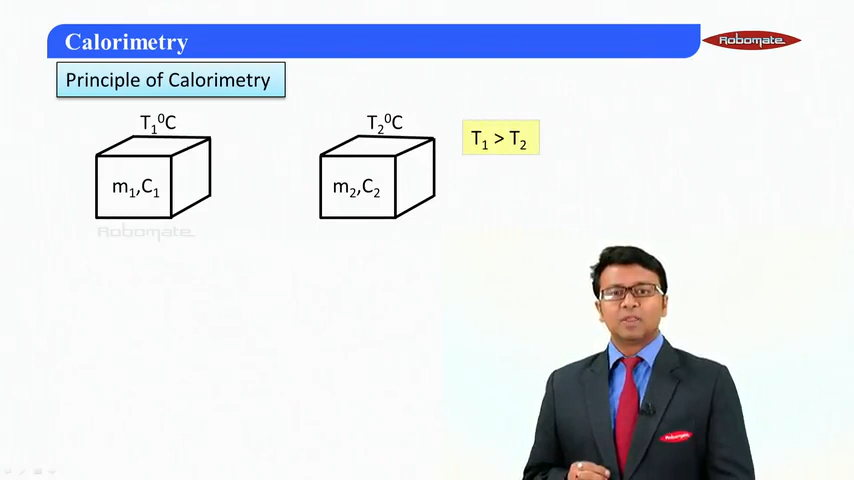 Calorimetry
Robomate
Principle of Calorimetry
T₁⁰C
T₂⁰C
T₁ > T₂
m₁,C₁
m₂,C₂
Robomate
Robomate